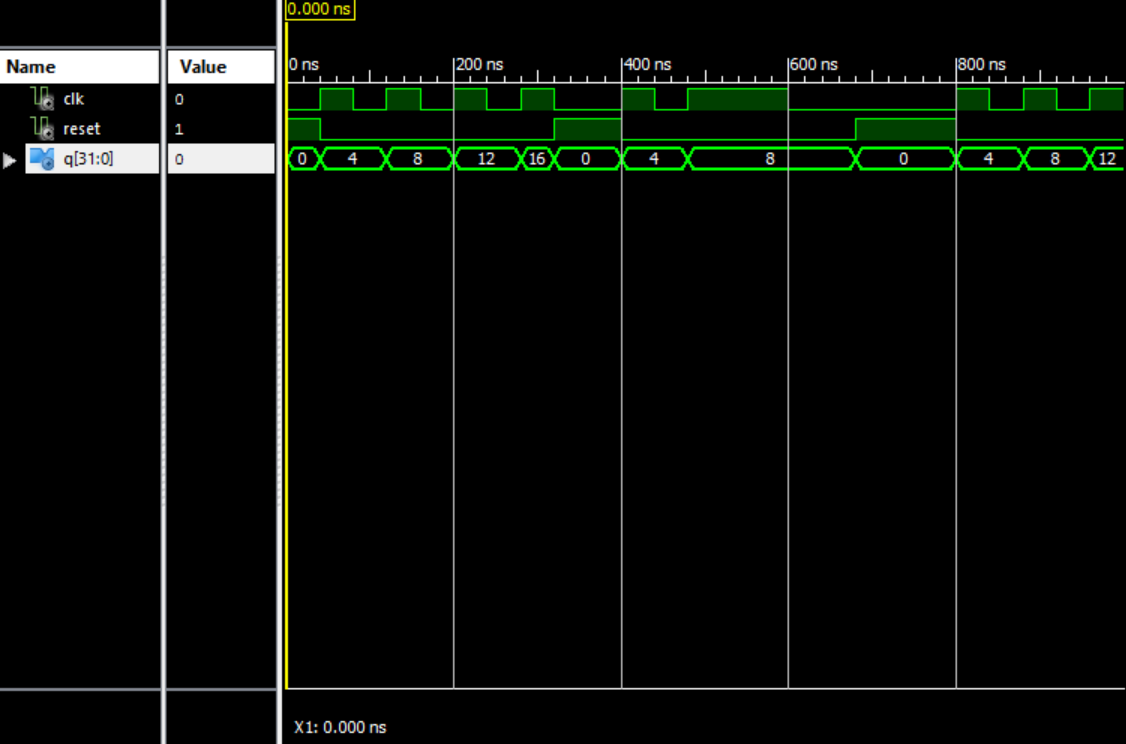 0.000 ns
Name Value 0 ns 200 ns 400 ns 600 ns 800 ns
clk 0
reset 1
q[31:0] 0 0 4 8 12 16 0 4 8 0 4 8 12
X1: 0.000 ns